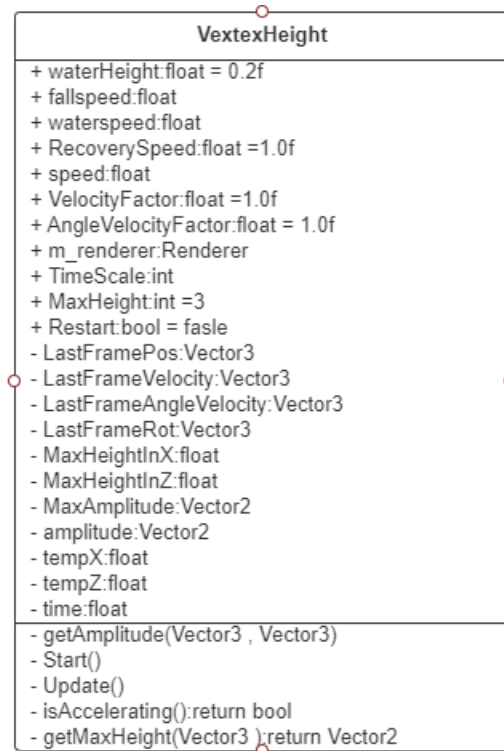 VextexHeight
+ waterHeight:float = 0.2f
+ fallspeed:float
+ waterspeed:float
+ RecoverySpeed:float =1.0f
+ speed:float
+ VelocityFactor:float =1.0f
+ AngleVelocityFactor:float = 1.0f
+ m_renderer:Renderer
+ TimeScale:int
+ MaxHeight:int =3
+ Restart:bool = fasle
- LastFramePos:Vector3
- LastFrameVelocity:Vector3
- LastFrameAngleVelocity:Vector3
- LastFrameRot:Vector3
- MaxHeightInX:float
- MaxHeightInZ:float
- MaxAmplitude:Vector2
- amplitude:Vector2
- tempX:float
- tempZ:float
- time:float
- getAmplitude(Vector3 , Vector3)
- Start()
- Update()
- isAccelerating():return bool
- getMaxHeight(Vector3 ):return Vector2